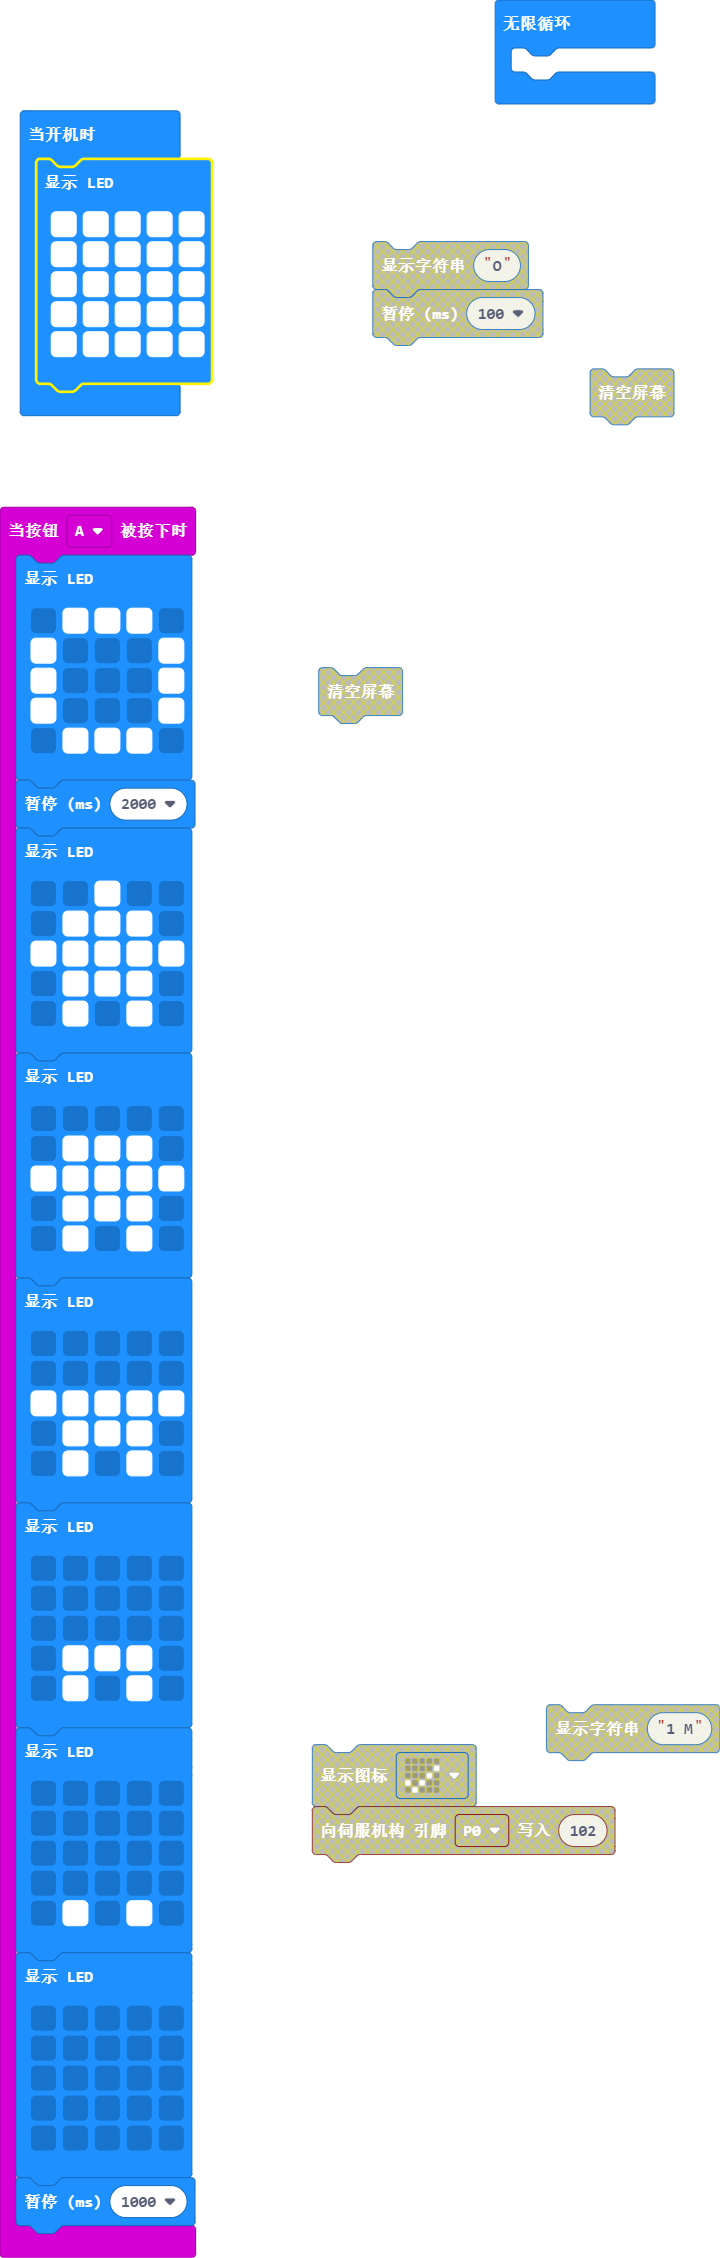 无限循环
当开机时
显示 LED
显示字符串 "O"
暂停 (ms) 100
清空屏幕
当按钮 A 被按下时
显示 LED
清空屏幕
暂停 (ms) 2000
显示 LED
显示 LED
显示 LED
显示 LED
显示字符串 "1 M"
显示 LED
显示图标
向伺服机构 引脚 P0 写入 102
显示 LED
暂停 (ms) 1000